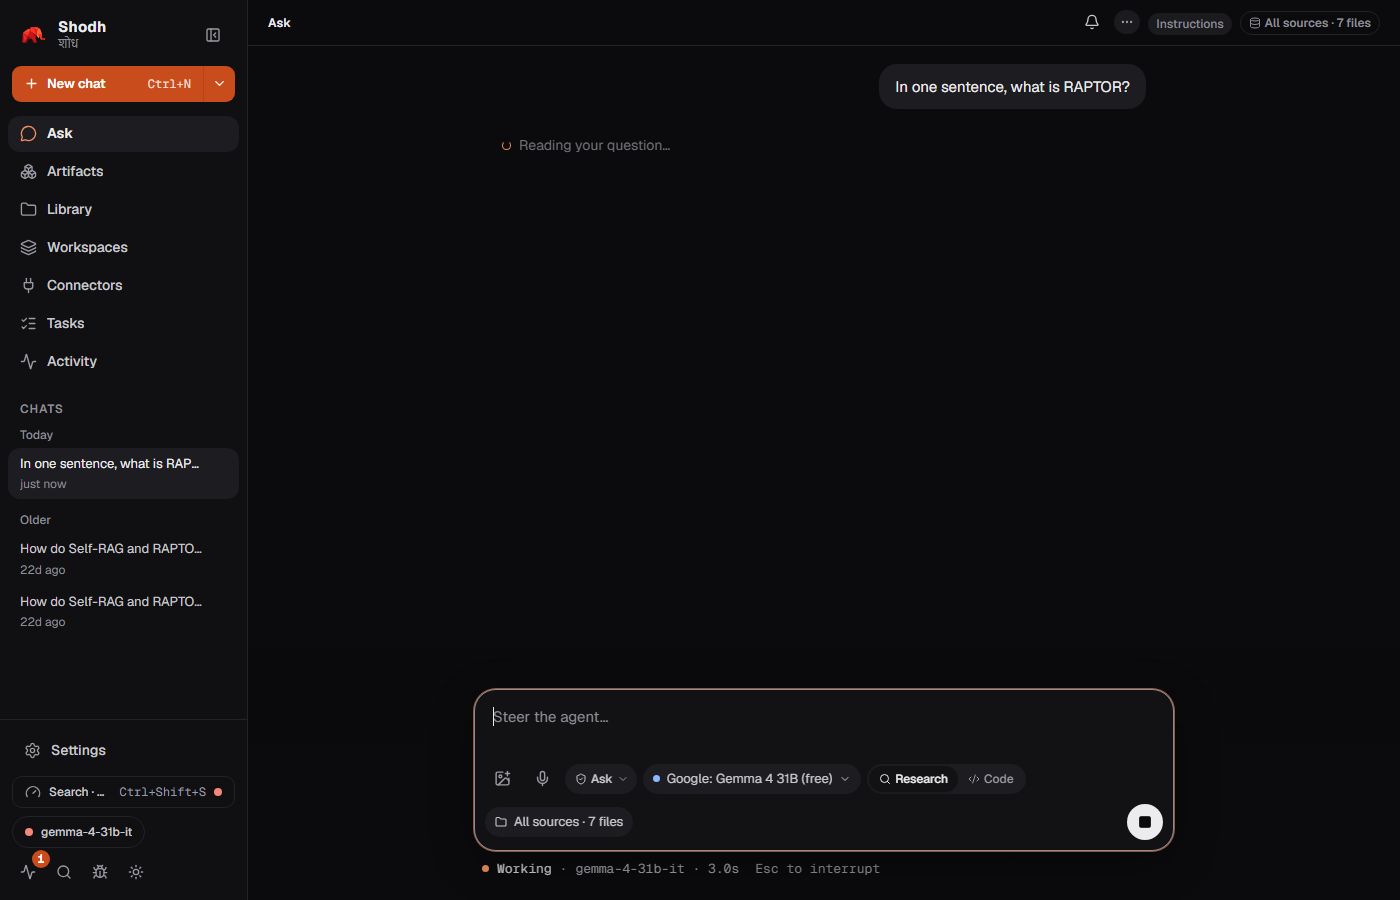 Shodh
शोध
New chat Ctrl+N
Ask
Artifacts
Library
Workspaces
Connectors
Tasks
Activity
CHATS
Today
In one sentence, what is RAP…
just now
Older
How do Self-RAG and RAPTO…
22d ago
How do Self-RAG and RAPTO…
22d ago
Settings
Search · … Ctrl+Shift+S
gemma-4-31b-it
1
Ask
Instructions
All sources · 7 files
In one sentence, what is RAPTOR?
Reading your question…
Steer the agent…
Ask
Google: Gemma 4 31B (free)
Research
Code
All sources · 7 files
Working · gemma-4-31b-it · 3.0s Esc to interrupt